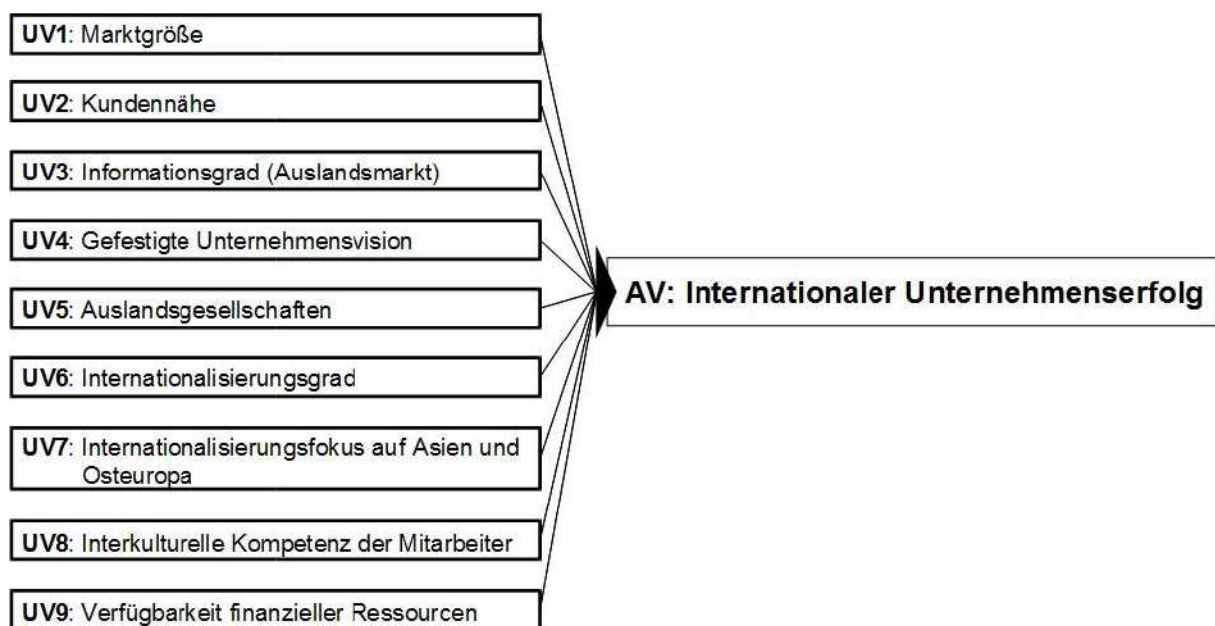 UV1: Marktgröße
UV2: Kundennähe
UV3: Informationsgrad (Auslandsmarkt)
UV4: Gefestigte Unternehmensvision
AV: Internationaler Unternehmenserfolg
UV5: Auslandsgesellschaften
UV6: Internationalisierungsgrad
UV7: Internationalisierungsfokus auf Asien und
Osteuropa
UV8: Interkulturelle Kompetenz der Mitarbeiter
UV9: Verfügbarkeit finanzieller Ressourcen